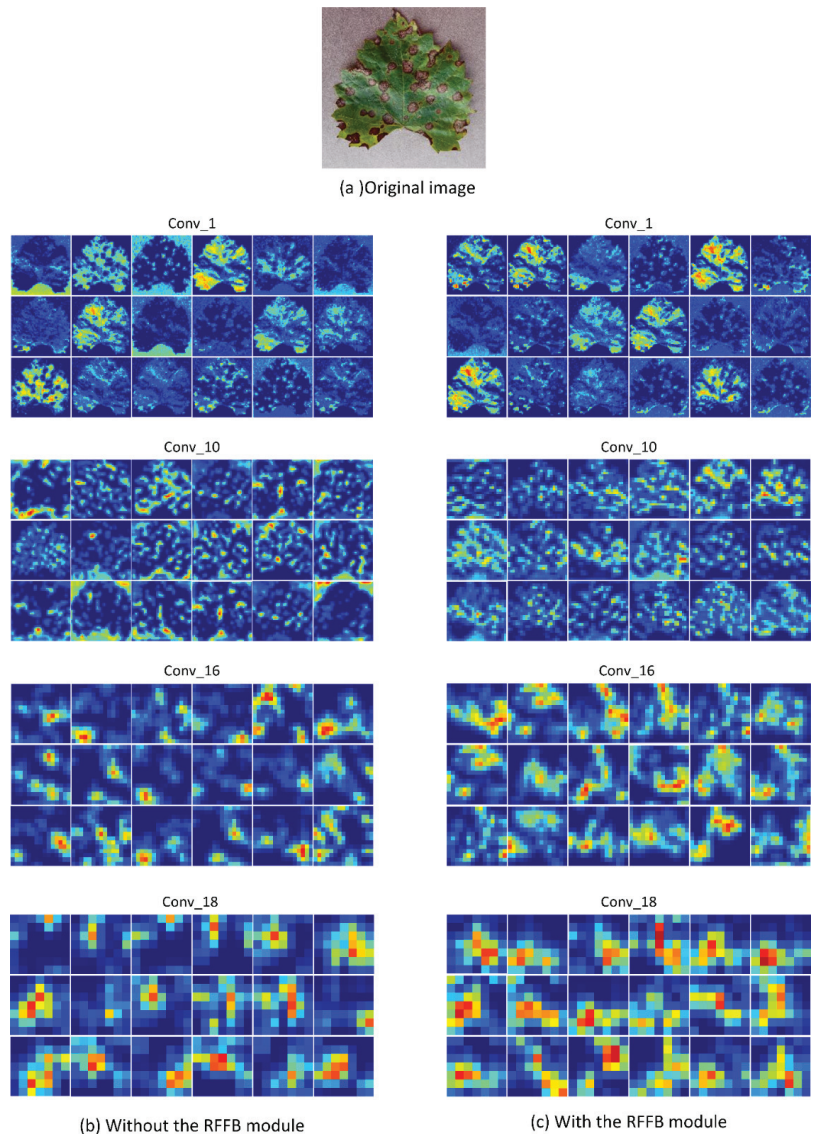 (a )Original image
Conv_1
Conv_1
Conv_10
Conv_10
Conv_16
Conv_16
Conv_18
Conv_18
(b) Without the RFFB module
(c) With the RFFB module